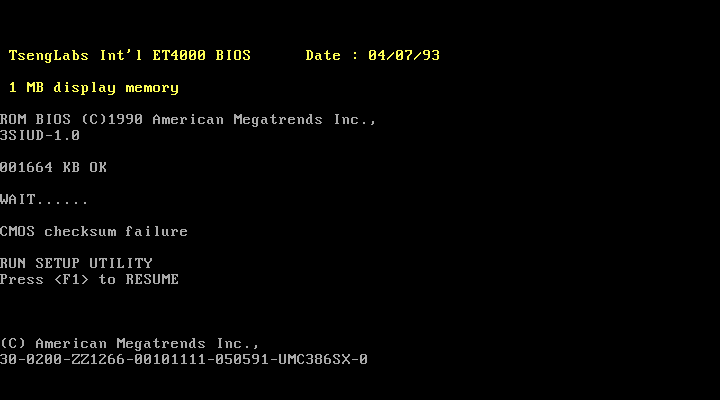 TsengLabs Int'l ET4000 BIOS      Date : 04/07/93
1 MB display memory
ROM BIOS (C)1990 American Megatrends Inc.,
3SIUD-1.0
001664 KB OK
WAIT......
CMOS checksum failure
RUN SETUP UTILITY
Press <F1> to RESUME
(C) American Megatrends Inc.,
30-0200-ZZ1266-00101111-050591-UMC386SX-0